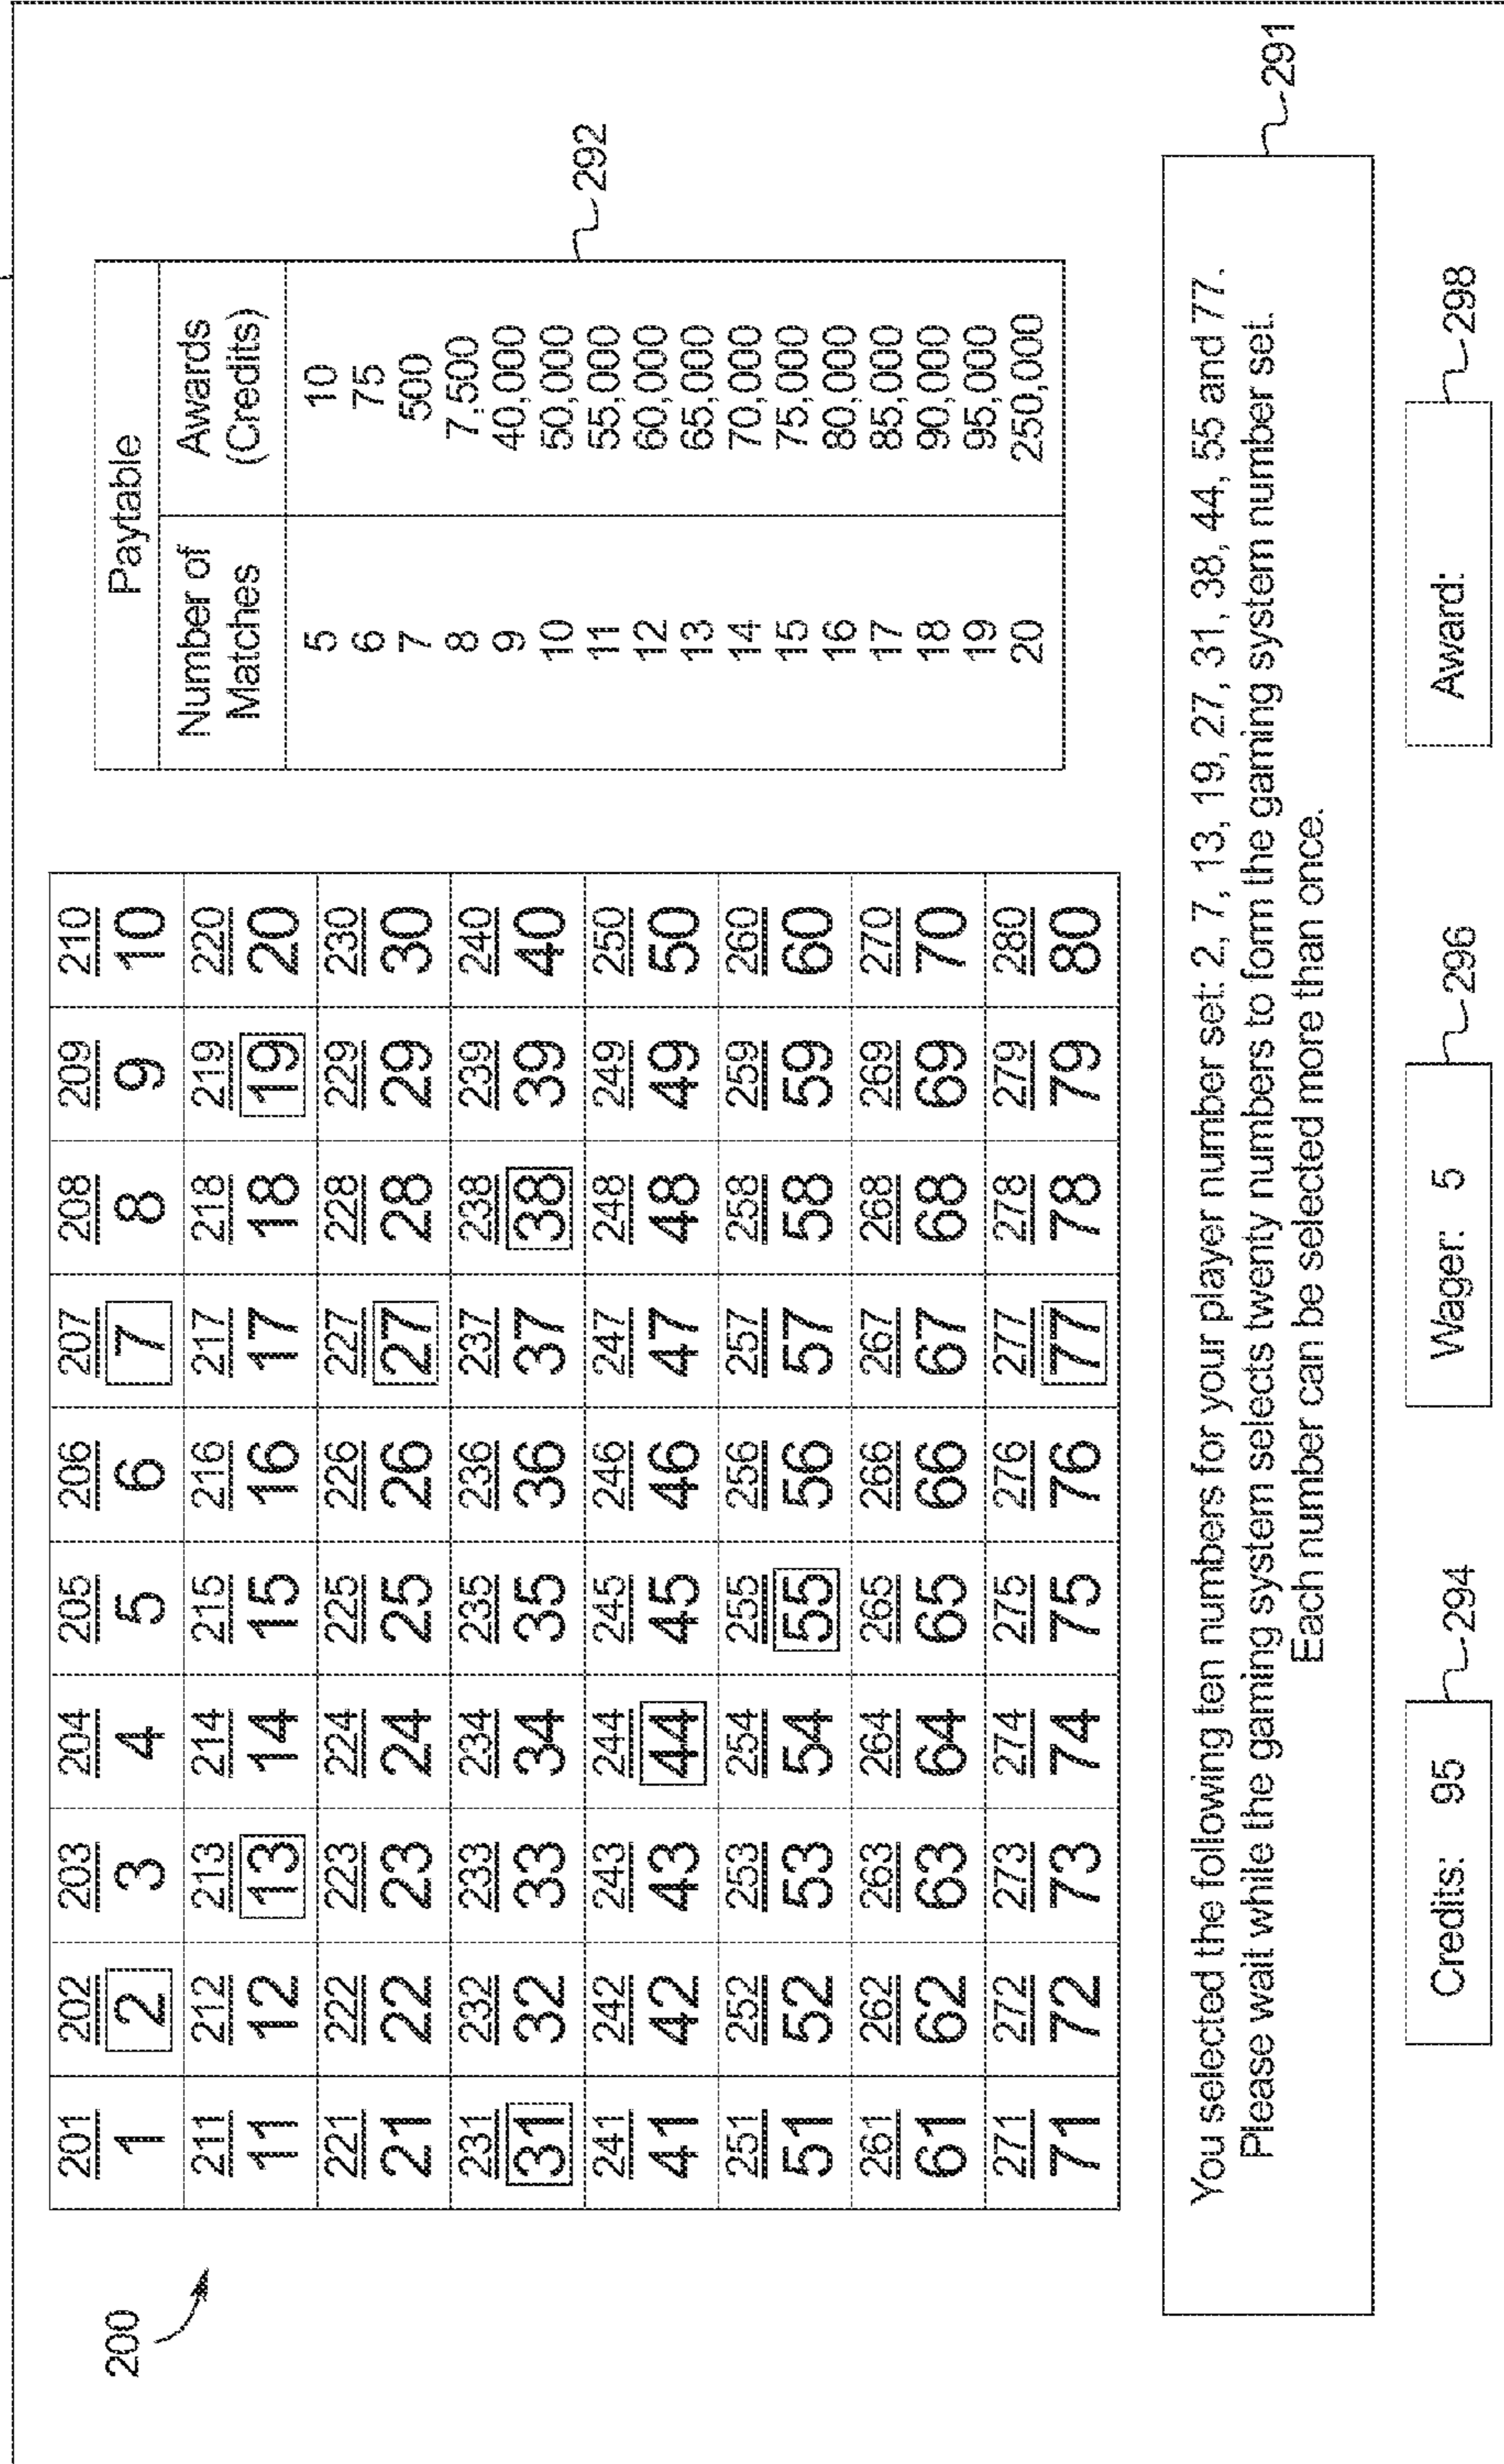 200
201 202 203 204 205 206 207 208 209 210
1 2 3 4 5 6 7 8 9 10
211 212 213 214 215 216 217 218 219 220
11 12 13 14 15 16 17 18 19 20
221 222 223 224 225 226 227 228 229 230
21 22 23 24 25 26 27 28 29 30
231 232 233 234 235 236 237 238 239 240
31 32 33 34 35 36 37 38 39 40
241 242 243 244 245 246 247 248 249 250
41 42 43 44 45 46 47 48 49 50
251 252 253 254 255 256 257 258 259 260
51 52 53 54 55 56 57 58 59 60
261 262 263 264 265 266 267 268 269 270
61 62 63 64 65 66 67 68 69 70
271 272 273 274 275 276 277 278 279 280
71 72 73 74 75 76 77 78 79 80
Paytable
Number of Awards
Matches (Credits)
5 10
6 75
7 500
8 7,500
9 40,000
10 50,000
11 55,000
12 60,000
13 65,000
14 70,000
15 75,000
16 80,000
17 85,000
18 90,000
19 95,000
20 250,000
292
You selected the following ten numbers for your player number set: 2, 7, 13, 19, 27, 31, 38, 44, 55 and 77.
Please wait while the gaming system selects twenty numbers to form the gaming system number set.
Each number can be selected more than once.
291
Credits: 95
294
Wager: 5
296
Award:
298